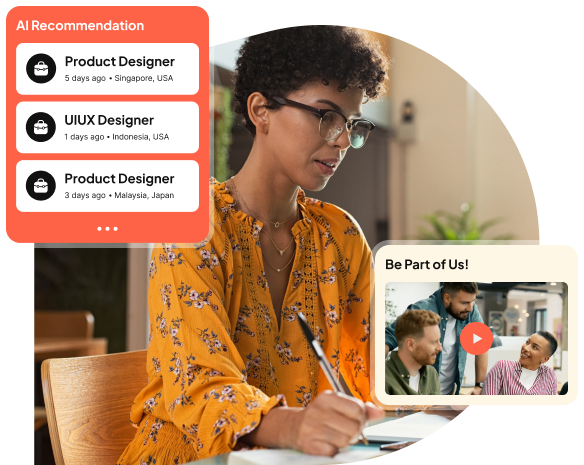 AI Recommendation
Product Designer
5 days ago • Singapore, USA
UIUX Designer
1 days ago • Indonesia, USA
Product Designer
3 days ago • Malaysia, Japan
Be Part of Us!